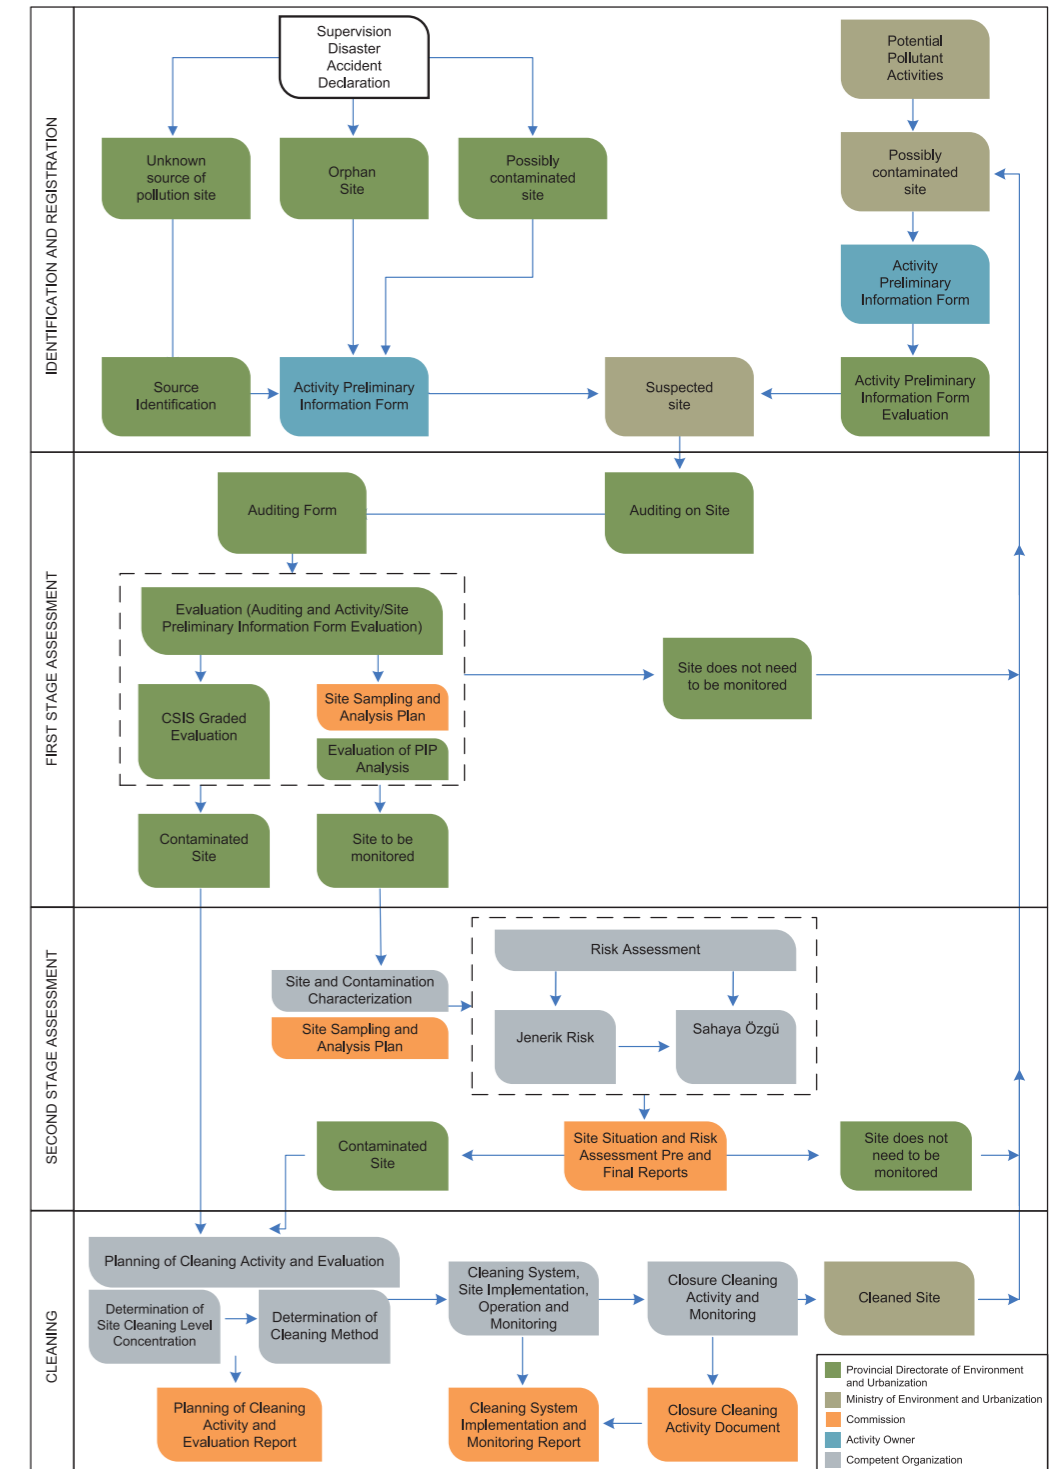 IDENTIFICATION AND REGISTRATION
Supervision
Disaster
Accident
Declaration
Potential
Pollutant
Activities
Unknown
source of
pollution site
Orphan
Site
Possibly
contaminated
site
Possibly
contaminated
site
Activity
Preliminary
Information Form
Source
Identification
Activity Preliminary
Information Form
Suspected
site
Activity Preliminary
Information Form
Evaluation
FIRST STAGE ASSESSMENT
Auditing Form
Auditing on Site
Evaluation (Auditing and Activity/Site
Preliminary Information Form Evaluation)
Site does not need
to be monitored
CSIS Graded
Evaluation
Site Sampling and
Analysis Plan
Evaluation of PIP
Analysis
Contaminated
Site
Site to be
monitored
SECOND STAGE ASSESSMENT
Risk Assessment
Site and Contamination
Characterization
Site Sampling and
Analysis Plan
Jenerik Risk
Sahaya Özgü
Contaminated
Site
Site Situation and Risk
Assessment Pre and
Final Reports
Site does not
need to be
monitored
CLEANING
Planning of Cleaning Activity and Evaluation
Determination of
Site Cleaning Level
Concentration
Determination of
Cleaning Method
Cleaning System,
Site Implementation,
Operation and
Monitoring
Closure Cleaning
Activity and
Monitoring
Cleaned Site
Planning of Cleaning
Activity and
Evaluation Report
Cleaning System
Implementation and
Monitoring Report
Closure Cleaning
Activity Document
Provincial Directorate of Environment
and Urbanization
Ministry of Environment and Urbanization
Commission
Activity Owner
Competent Organization